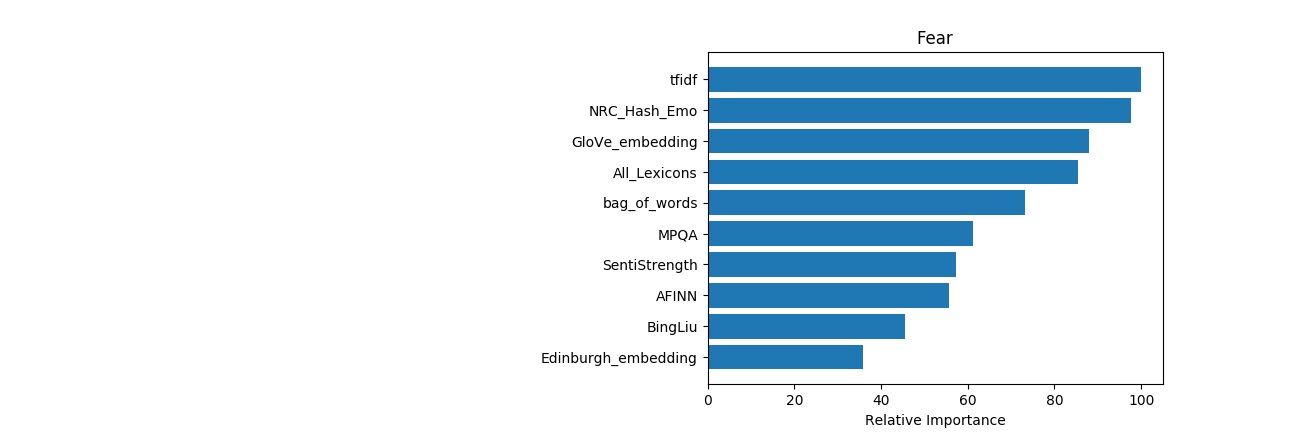 Fear
tfidf
NRC_Hash_Emo
GloVe_embedding
All_Lexicons
bag_of_words
MPQA
SentiStrength
AFINN
BingLiu
Edinburgh_embedding
0 20 40 60 80 100
Relative Importance